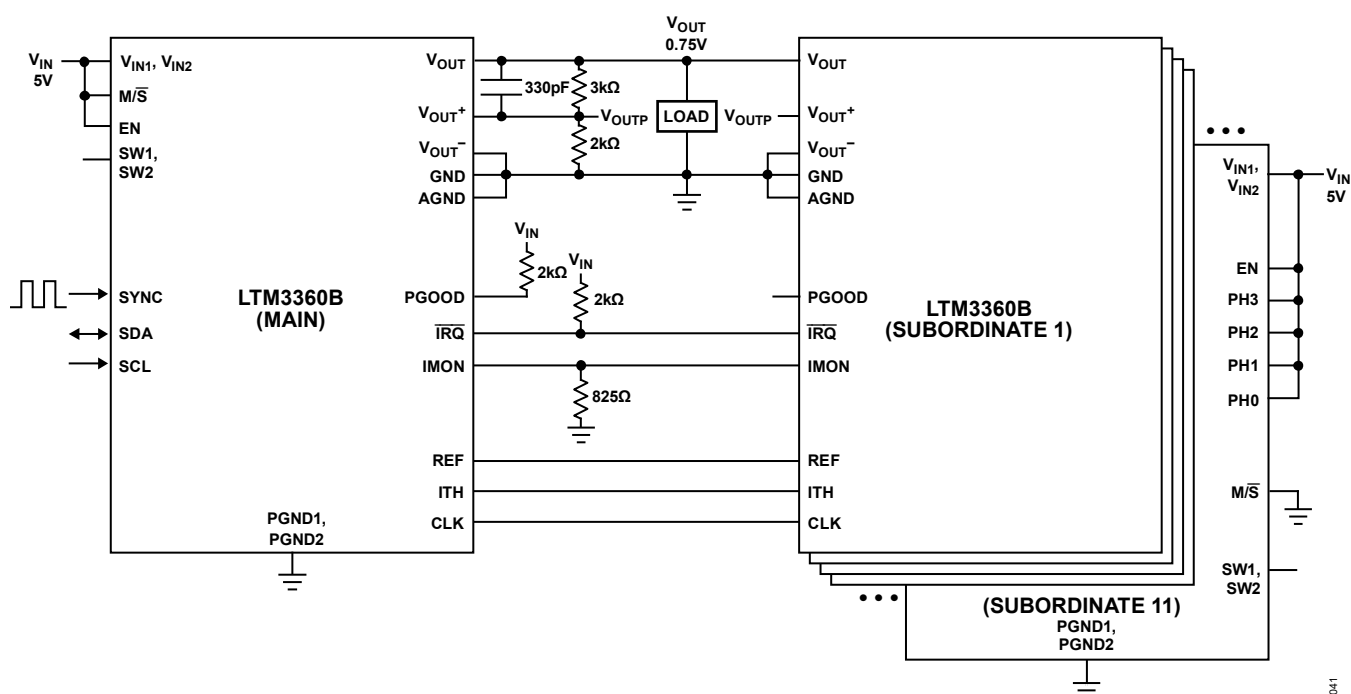 VOUT
0.75V
VIN
5V
VIN1, VIN2
M/S̅
EN
SW1,
SW2
SYNC
SDA
SCL
LTM3360B
(MAIN)
PGND1,
PGND2
VOUT
VOUT+
VOUT–
GND
AGND
PGOOD
I̅R̅Q̅
IMON
REF
ITH
CLK
330pF
3kΩ
VOUTP
2kΩ
LOAD
VOUTP
VIN
2kΩ
VIN
2kΩ
825Ω
VOUT
VOUT+
VOUT–
GND
AGND
PGOOD
I̅R̅Q̅
IMON
REF
ITH
CLK
LTM3360B
(SUBORDINATE 1)
•••
VIN1,
VIN2
VIN
5V
EN
PH3
PH2
PH1
PH0
M/S̅
SW1,
SW2
•••
(SUBORDINATE 11)
PGND1,
PGND2
041